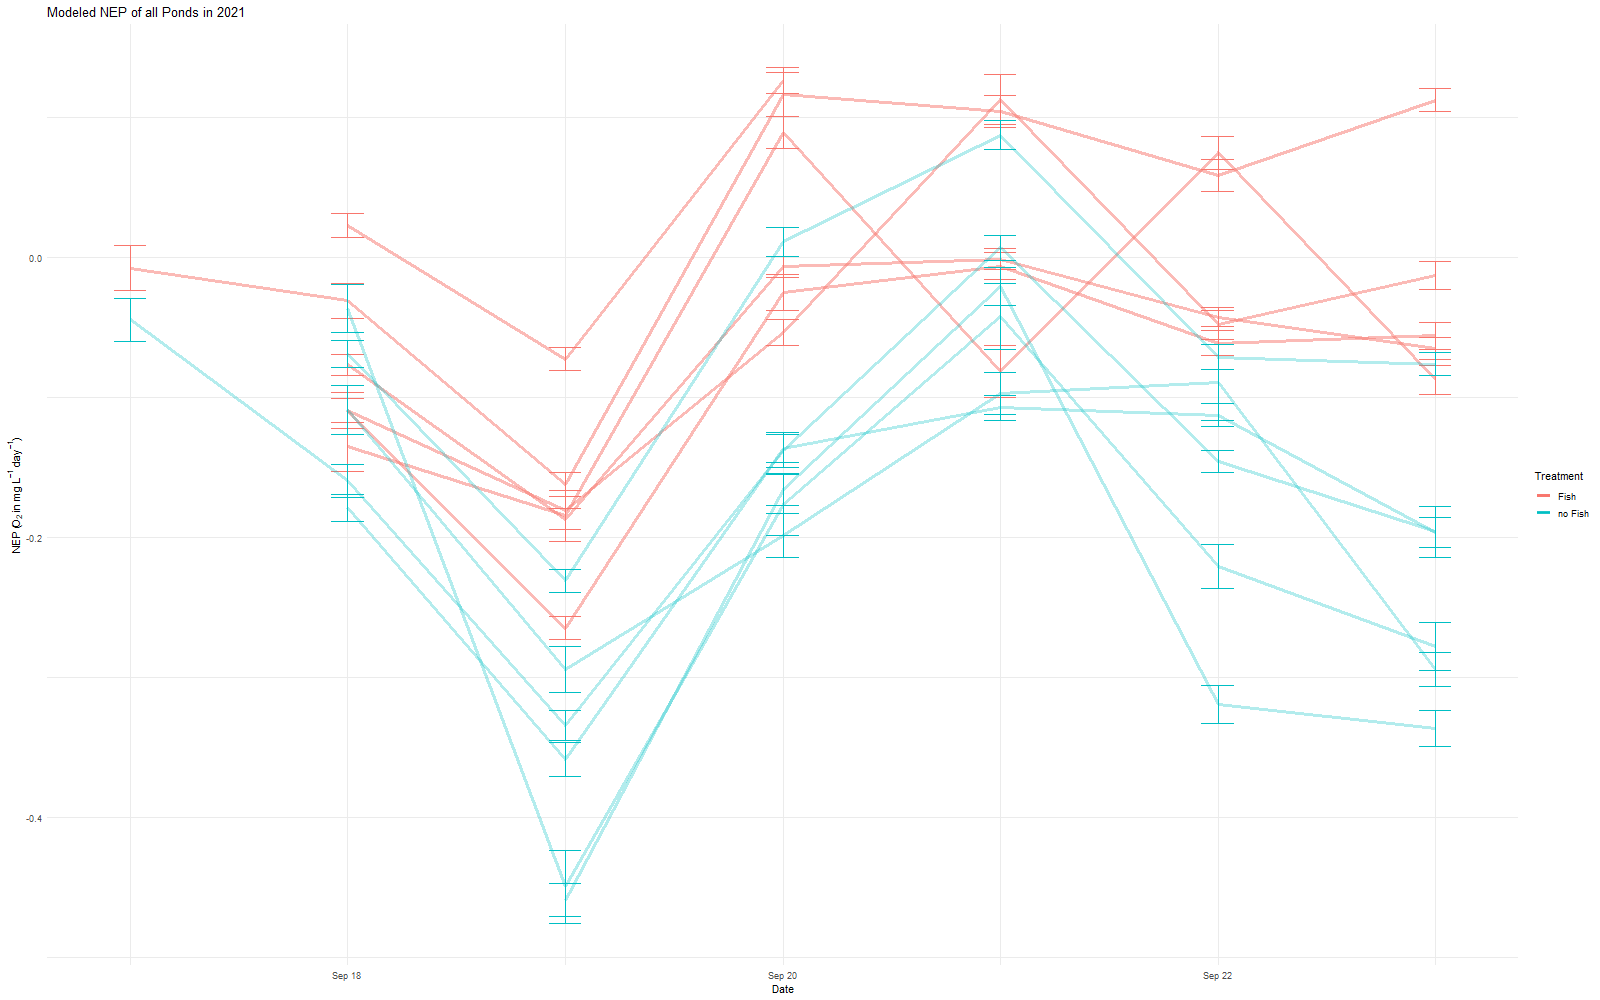 Modeled NEP of all Ponds in 2021
NEP O₂ in mg L⁻¹ day⁻¹)
0.0
-0.2
-0.4
Sep 18
Sep 20
Sep 22
Date
Treatment
Fish
no Fish